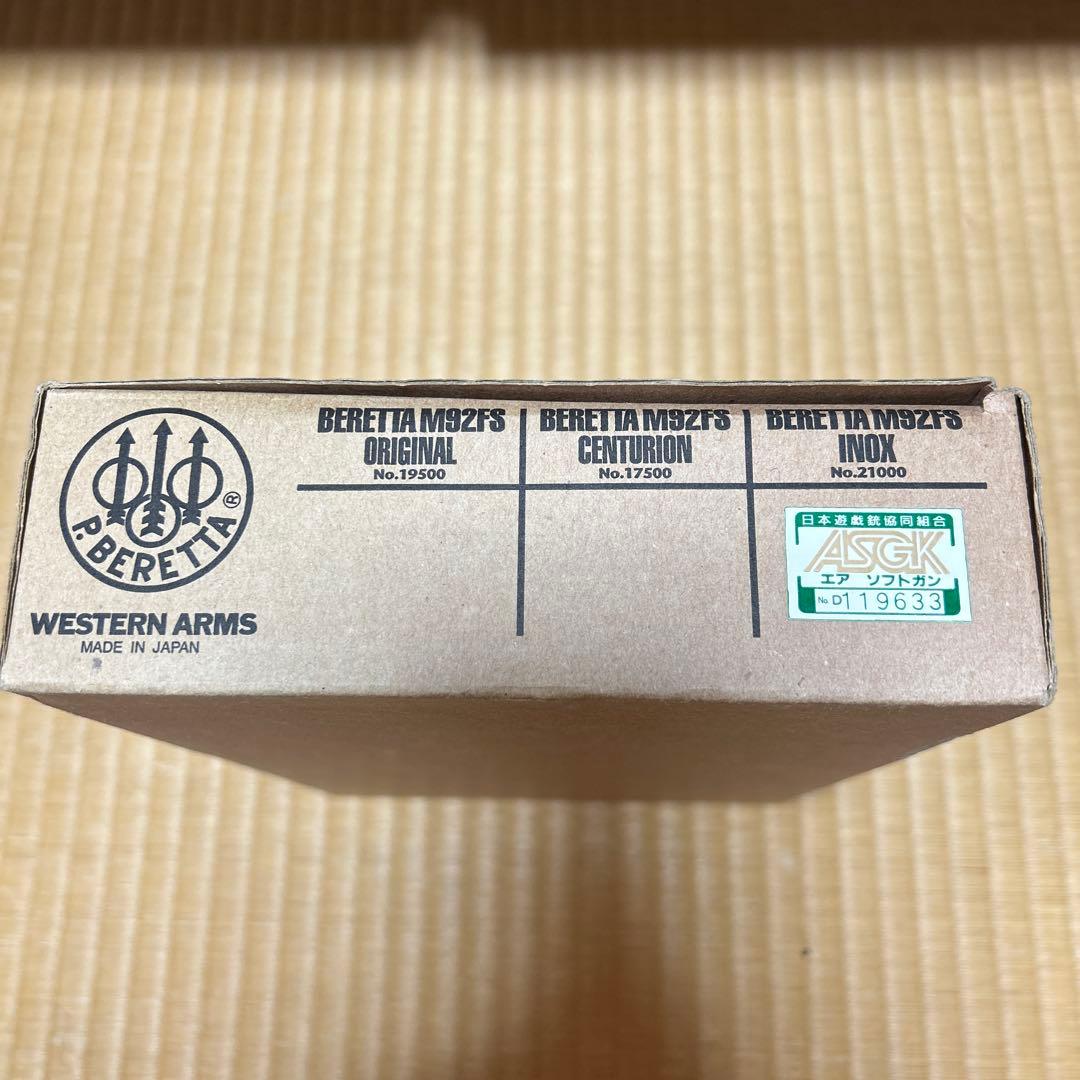 P. BERETTA ®
WESTERN ARMS
MADE IN JAPAN
BERETTA M92FS
ORIGINAL
No.19500
BERETTA M92FS
CENTURION
No.17500
BERETTA M92FS
INOX
No.21000
日本遊戯銃協同組合
ASGK
エア ソフトガン
No. D119633